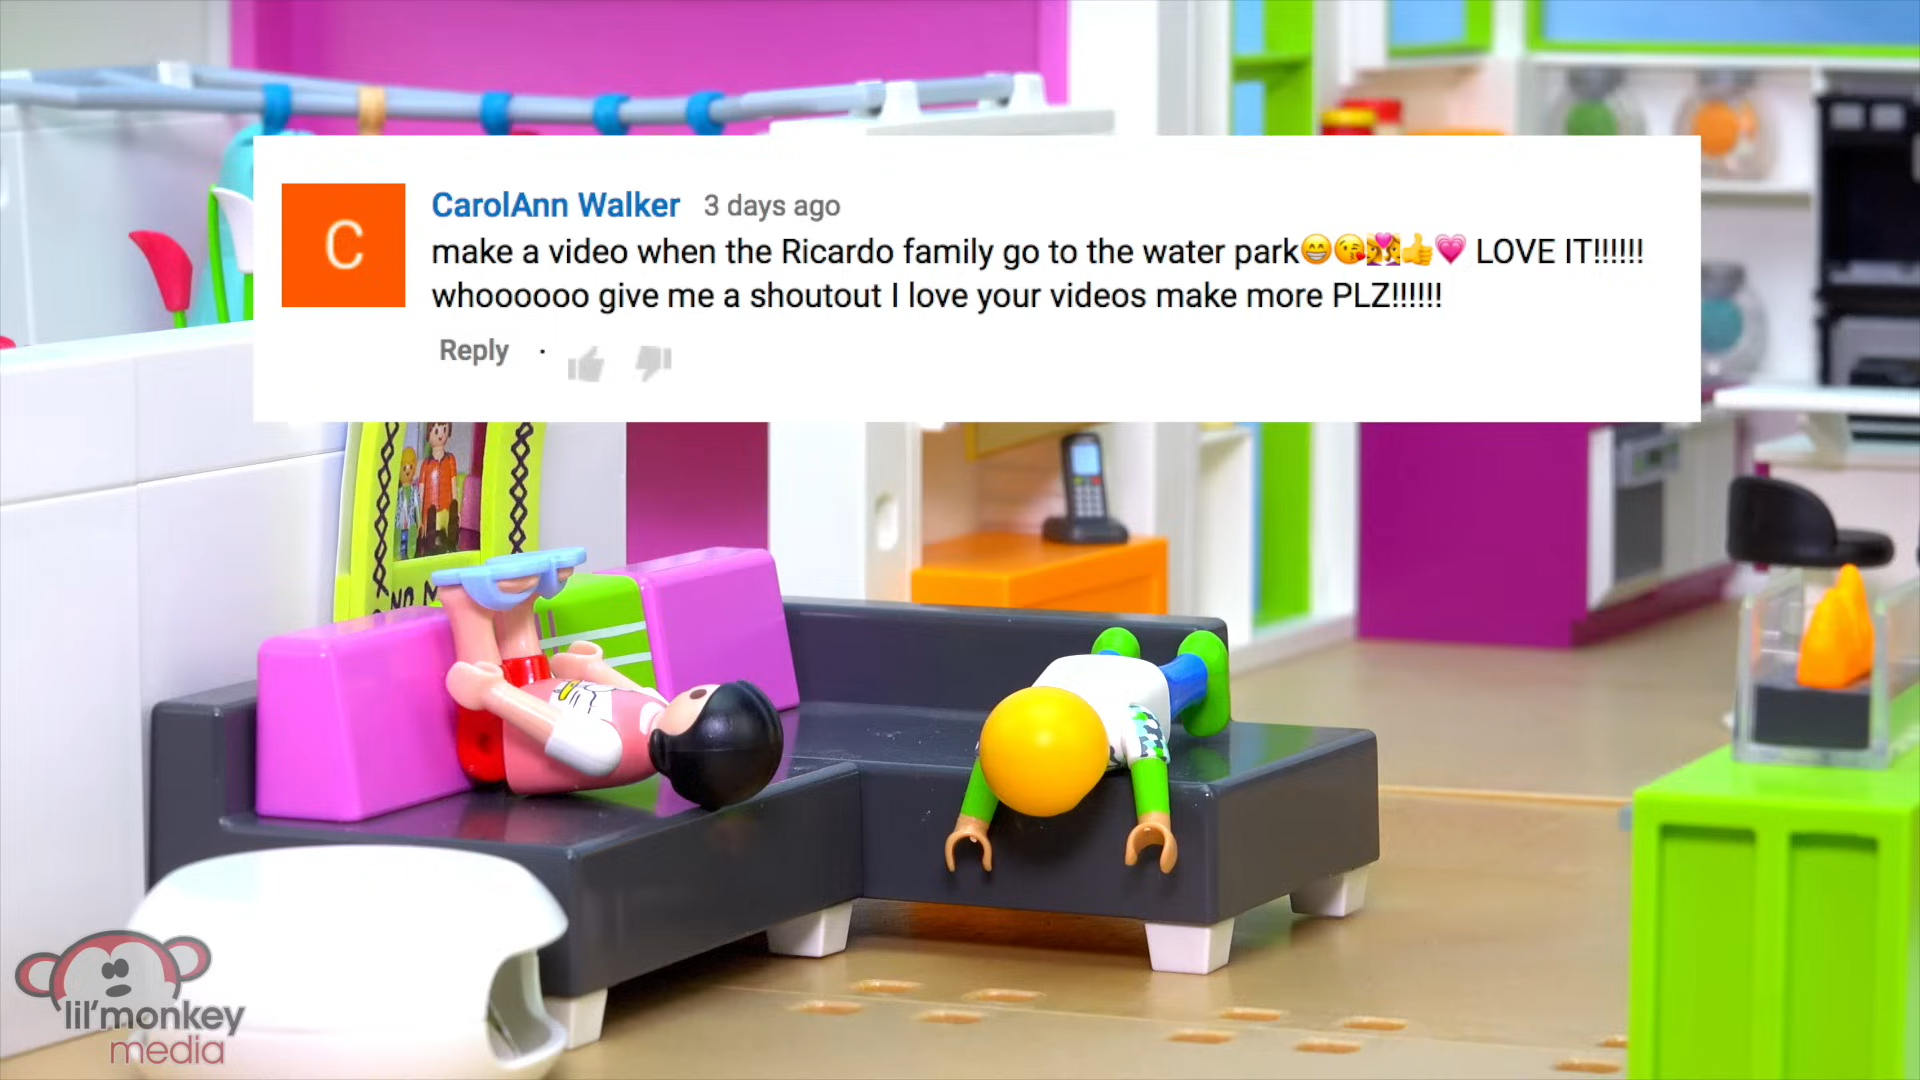 C
CarolAnn Walker 3 days ago
make a video when the Ricardo family go to the water park😁😘👩‍❤️‍💋‍👩👍💗 LOVE IT!!!!!!
whoooooo give me a shoutout I love your videos make more PLZ!!!!!!
Reply ·
lil'monkey
media